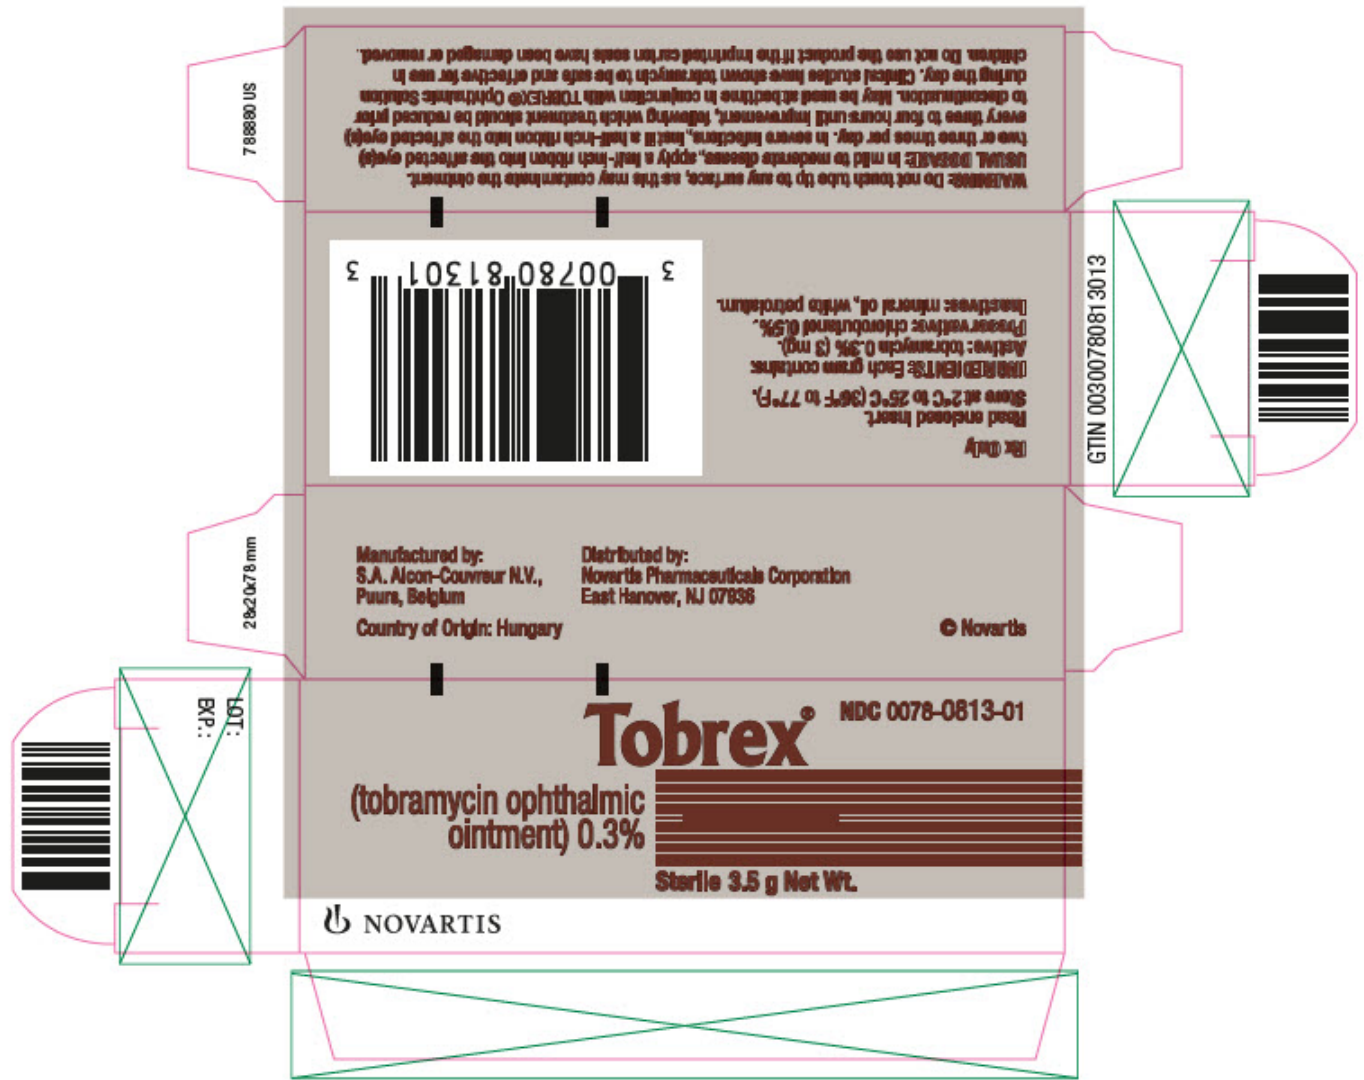 WARNING: Do not touch tube tip to any surface, as this may contaminate the ointment.
USUAL DOSAGE: In mild to moderate disease, apply a half-inch ribbon into the affected eye(s)
two or three times per day. In severe infections, instill a half-inch ribbon into the affected eye(s)
every three to four hours until improvement, following which treatment should be reduced prior
to discontinuation. May be used at bedtime in conjunction with TOBREX® Ophthalmic Solution
during the day. Clinical studies have shown tobramycin to be safe and effective for use in
children. Do not use the product if the imprinted carton seals have been damaged or removed.
788880 US
Rx Only
Read enclosed insert.
Store at 2°C to 25°C (36°F to 77°F).
INGREDIENTS: Each gram contains:
Active: tobramycin 0.3% (3 mg).
Preservative: chlorobutanol 0.5%.
Inactives: mineral oil, white petrolatum.
3 00780 81301 3
GTIN 00300780813013
28x20x78 mm
Manufactured by:
S.A. Alcon-Couvreur N.V.,
Puurs, Belgium
Country of Origin: Hungary
Distributed by:
Novartis Pharmaceuticals Corporation
East Hanover, NJ 07936
© Novartis
LOT:
EXP.:
Tobrex®
NDC 0078-0813-01
(tobramycin ophthalmic
ointment) 0.3%
Sterile 3.5 g Net Wt.
NOVARTIS